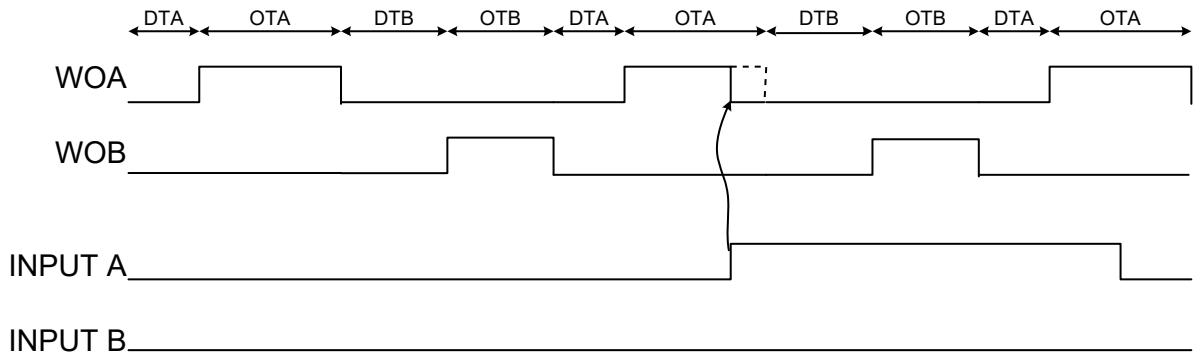 DTA OTA DTB OTB DTA OTA DTB OTB DTA OTA
WOA
WOB
INPUT A
INPUT B